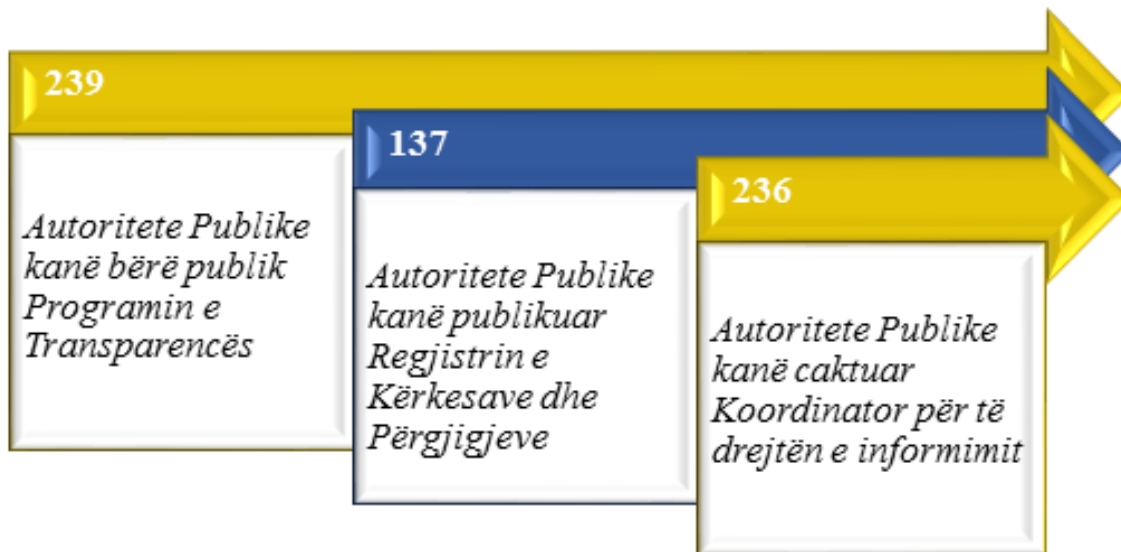 239
Autoritete Publike
kanë bërë publik
Programin e
Transparencës
137
Autoritete Publike
kanë publikuar
Regjistrin e
Kërkesave dhe
Përgjigjeve
236
Autoritete Publike
kanë caktuar
Koordinator për të
drejtën e informimit